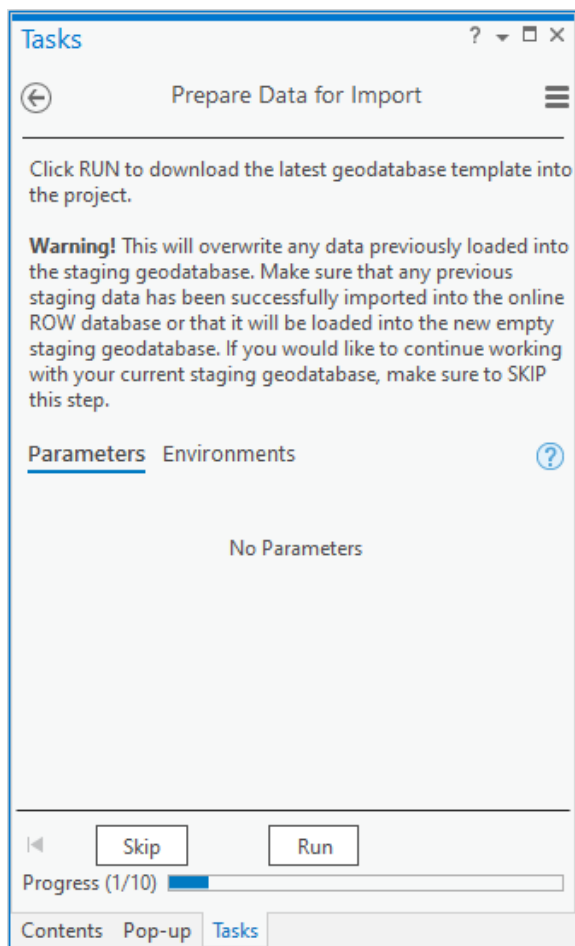 Tasks
?
Prepare Data for Import
Click RUN to download the latest geodatabase template into
the project.
Warning! This will overwrite any data previously loaded into
the staging geodatabase. Make sure that any previous
staging data has been successfully imported into the online
ROW database or that it will be loaded into the new empty
staging geodatabase. If you would like to continue working
with your current staging geodatabase, make sure to SKIP
this step.
Parameters Environments
?
No Parameters
Skip Run
Progress (1/10)
Contents Pop-up Tasks